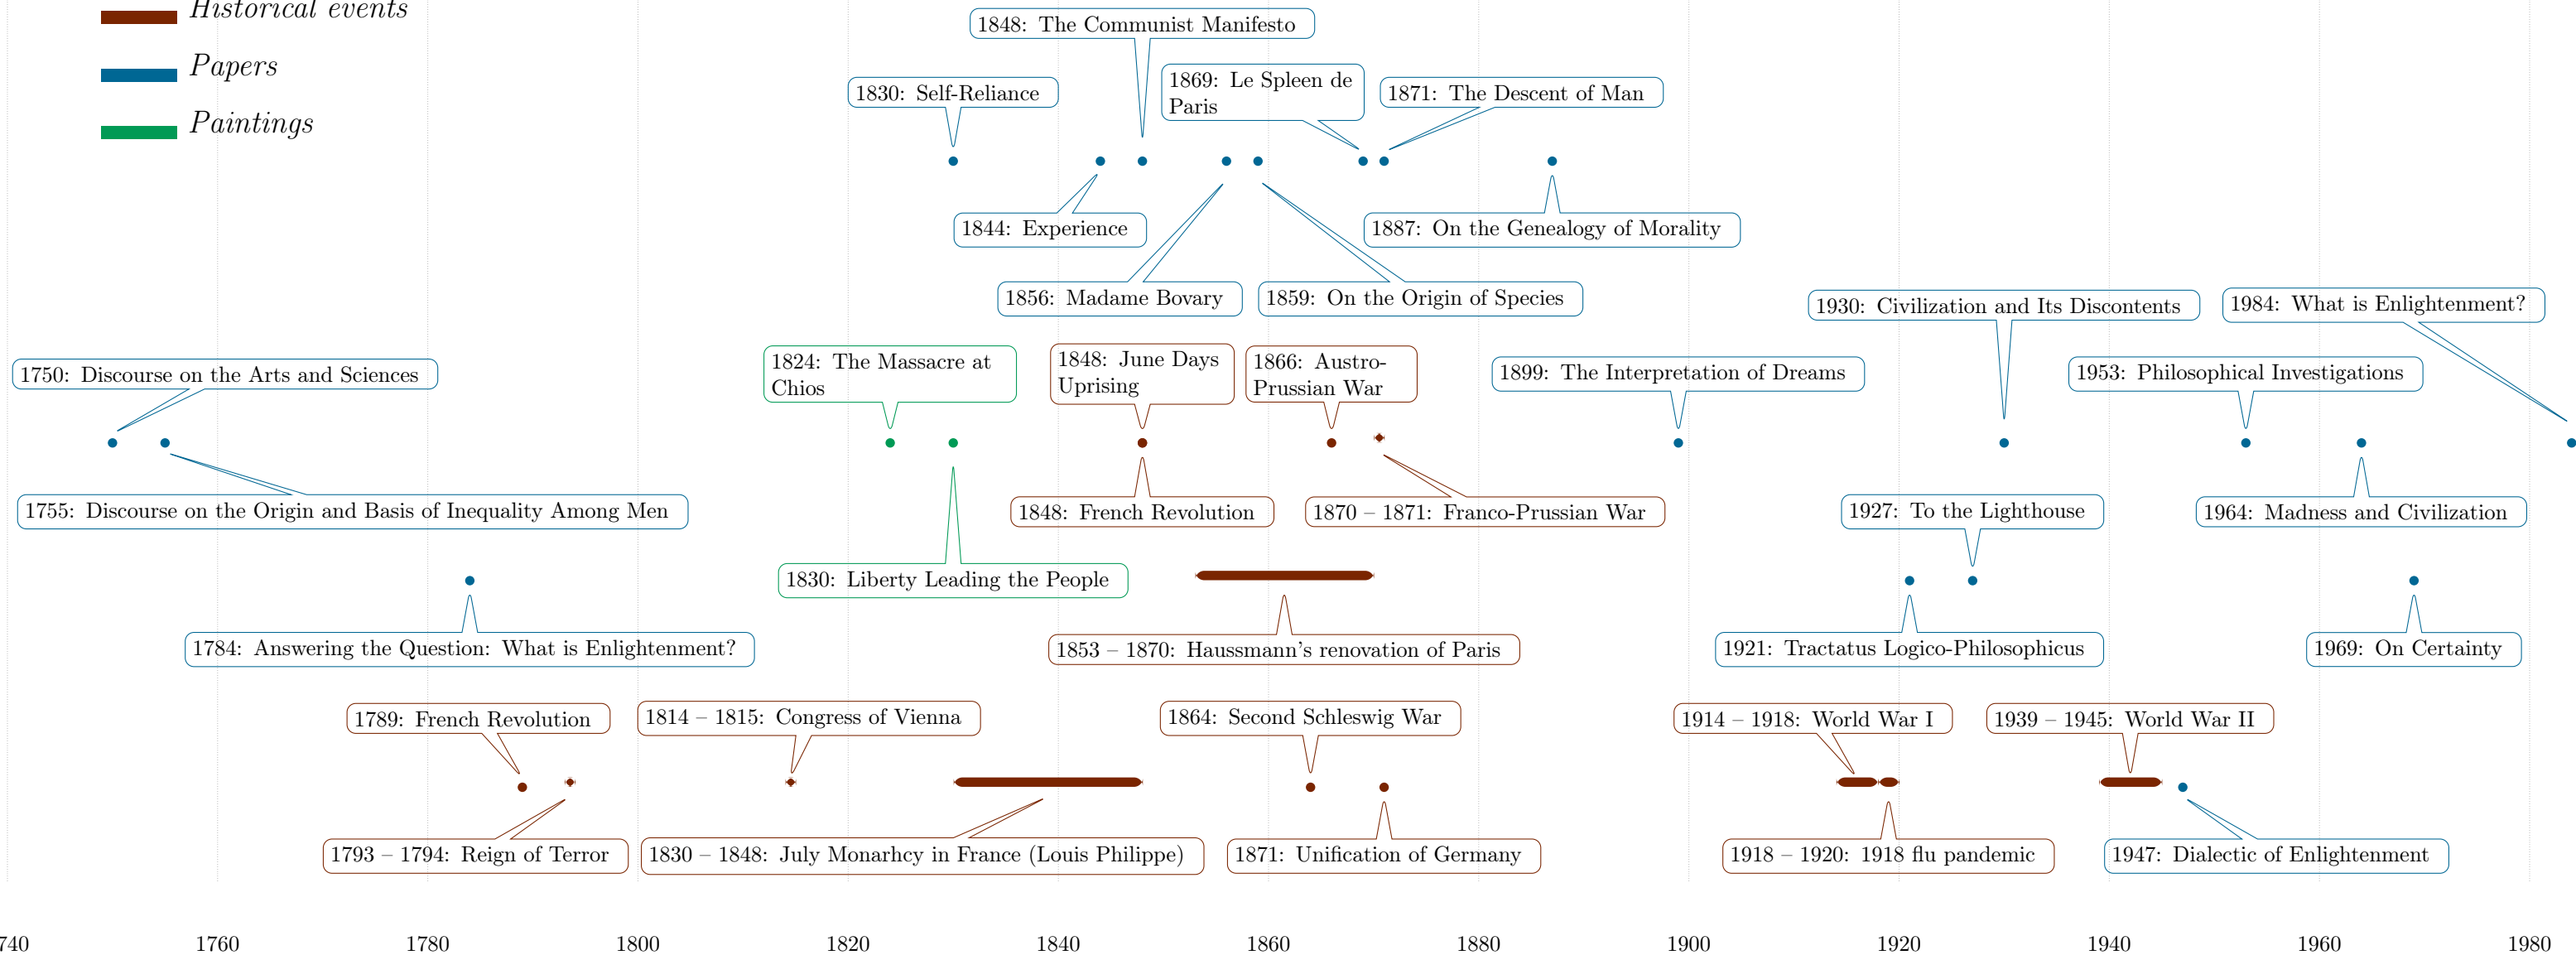 Historical events
Papers
Paintings
1848: The Communist Manifesto
1830: Self-Reliance
1869: Le Spleen de
Paris
1871: The Descent of Man
1844: Experience
1887: On the Genealogy of Morality
1856: Madame Bovary
1859: On the Origin of Species
1930: Civilization and Its Discontents
1984: What is Enlightenment?
1750: Discourse on the Arts and Sciences
1824: The Massacre at
Chios
1848: June Days
Uprising
1866: Austro-
Prussian War
1899: The Interpretation of Dreams
1953: Philosophical Investigations
1755: Discourse on the Origin and Basis of Inequality Among Men
1848: French Revolution
1870 – 1871: Franco-Prussian War
1927: To the Lighthouse
1964: Madness and Civilization
1830: Liberty Leading the People
1784: Answering the Question: What is Enlightenment?
1853 – 1870: Haussmann's renovation of Paris
1921: Tractatus Logico-Philosophicus
1969: On Certainty
1789: French Revolution
1814 – 1815: Congress of Vienna
1864: Second Schleswig War
1914 – 1918: World War I
1939 – 1945: World War II
1793 – 1794: Reign of Terror
1830 – 1848: July Monarhcy in France (Louis Philippe)
1871: Unification of Germany
1918 – 1920: 1918 flu pandemic
1947: Dialectic of Enlightenment
740 1760 1780 1800 1820 1840 1860 1880 1900 1920 1940 1960 1980